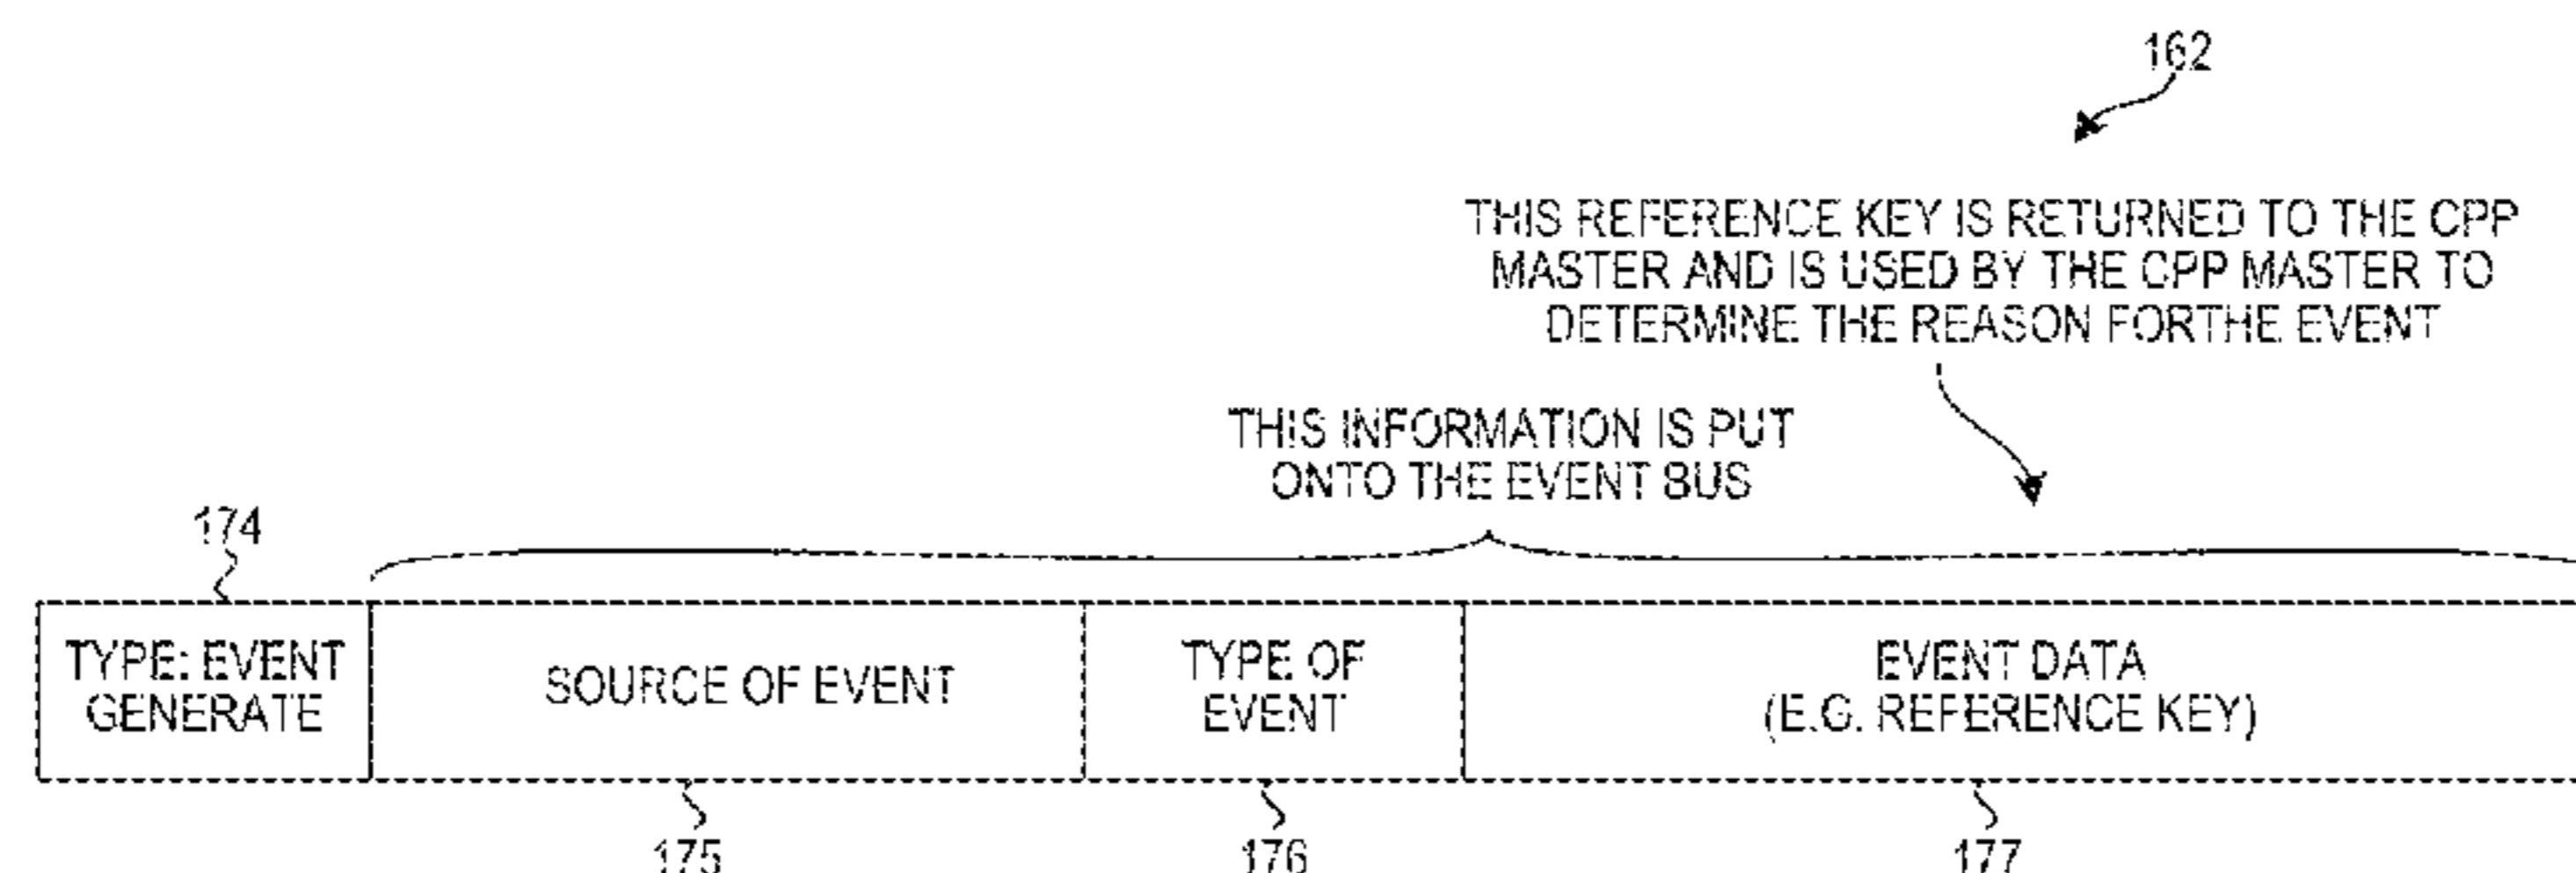 162
THIS REFERENCE KEY IS RETURNED TO THE CPP
MASTER AND IS USED BY THE CPP MASTER TO
DETERMINE THE REASON FORTHE EVENT
THIS INFORMATION IS PUT
ONTO THE EVENT BUS
174
TYPE: EVENT
GENERATE
SOURCE OF EVENT
TYPE OF
EVENT
EVENT DATA
(E.G. REFERENCE KEY)
175
176
177